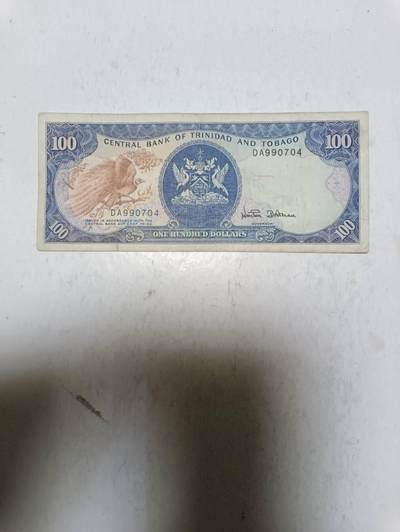 100
CENTRAL BANK OF TRINIDAD AND TOBAGO
100
DA990704
DA990704
100
ONE HUNDRED DOLLARS
100